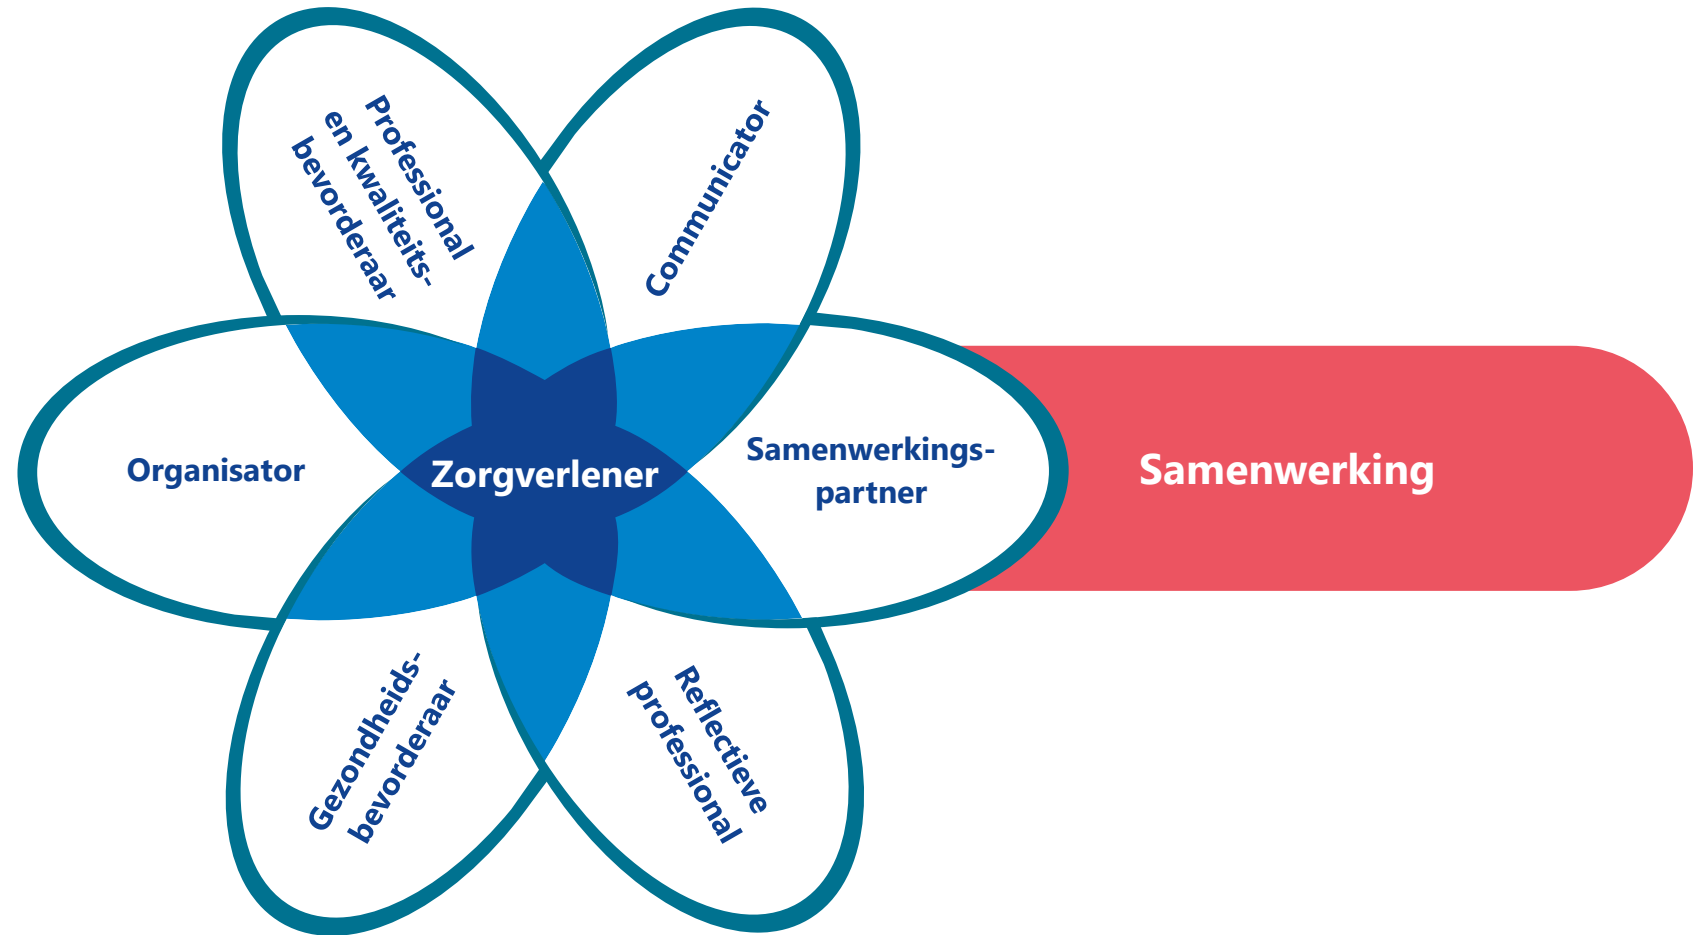 Professional
en kwaliteits-
bevorderaar
Communicator
Organisator
Zorgverlener
Samenwerkings-
partner
Samenwerking
Gezondheids-
bevorderaar
Reflectieve
professional